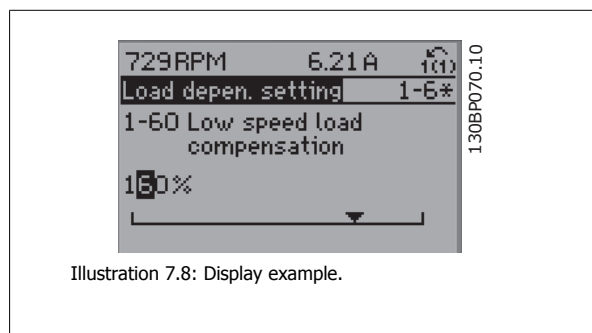 729RPM 6.21A 1(1)
Load depen. setting 1-6*
1-60 Low speed load
compensation
160%
130BP070.10
Illustration 7.8: Display example.